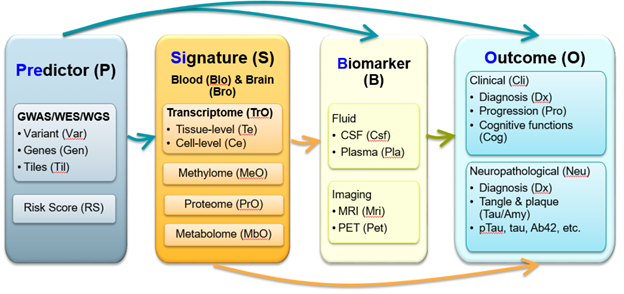 Predictor (P)
GWAS/WES/WGS
• Variant (Var)
• Genes (Gen)
• Tiles (Til)
Risk Score (RS)
Signature (S)
Blood (Blo) & Brain
(Bro)
Transcriptome (TrO)
• Tissue-level (Te)
• Cell-level (Ce)
Methylome (MeO)
Proteome (PrO)
Metabolome (MbO)
Biomarker
(B)
Fluid
• CSF (Csf)
• Plasma (Pla)
Imaging
• MRI (Mri)
• PET (Pet)
Outcome (O)
Clinical (Cli)
• Diagnosis (Dx)
• Progression (Pro)
• Cognitive functions
(Cog)
Neuropathological (Neu)
• Diagnosis (Dx)
• Tangle & plaque
(Tau/Amy)
• pTau, tau, Ab42, etc.